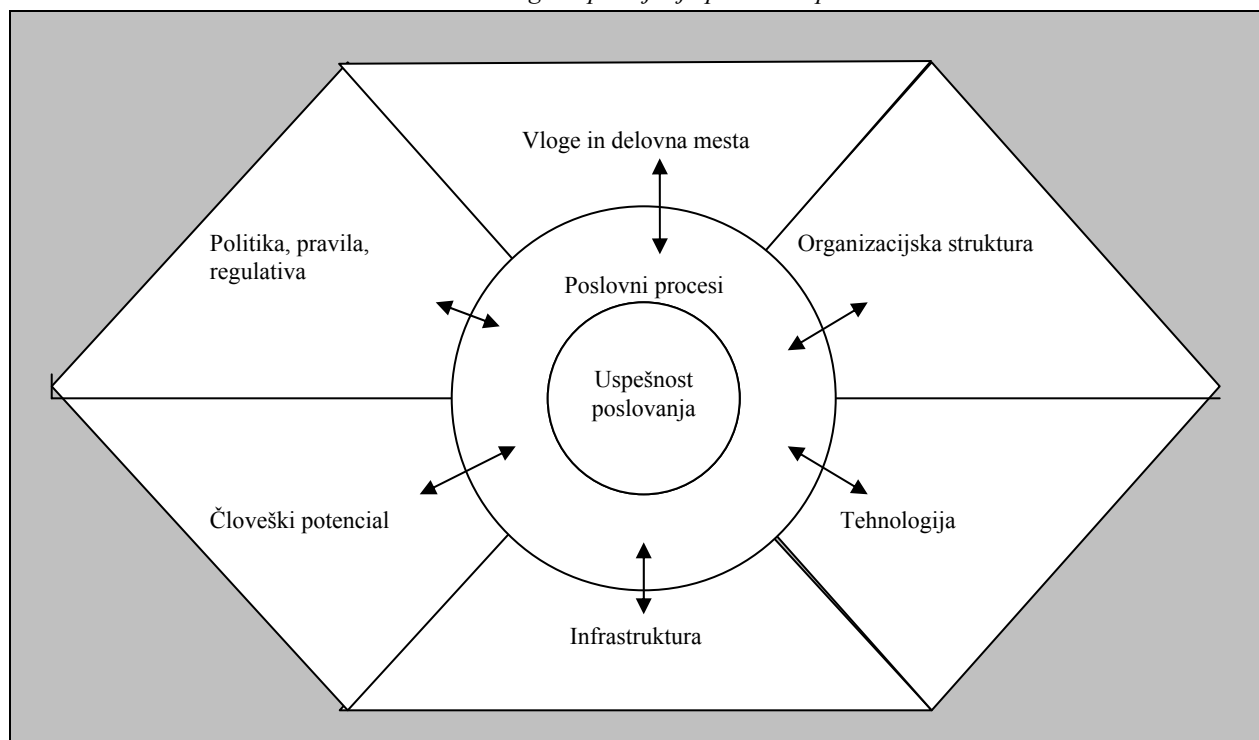 Vloge in delovna mesta
Politika, pravila,
regulativa
Organizacijska struktura
Poslovni procesi
Uspešnost
poslovanja
Človeški potencial
Tehnologija
Infrastruktura